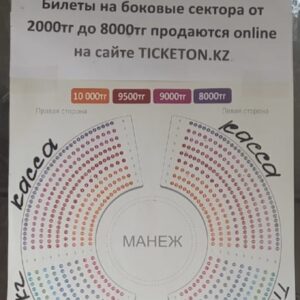 Билеты на боковые сектора от
2000тг до 8000тг продаются online
на сайте TICKETON.KZ
10 000тг 9500тг 9000тг 8000тг
Правая сторона Левая сторона
касса касса
МАНЕЖ